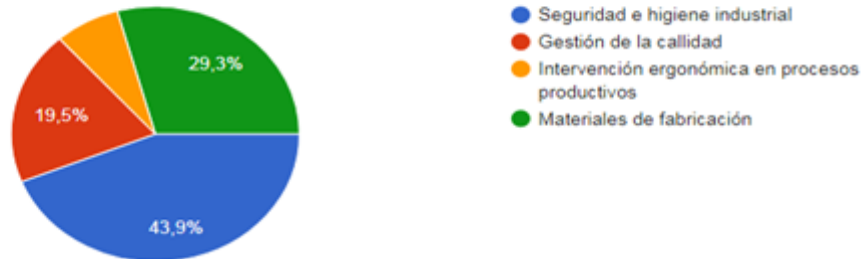 29,3%
19,5%
43,9%
Seguridad e higiene industrial
Gestión de la callidad
Intervención ergonómica en procesos
productivos
Materiales de fabricación